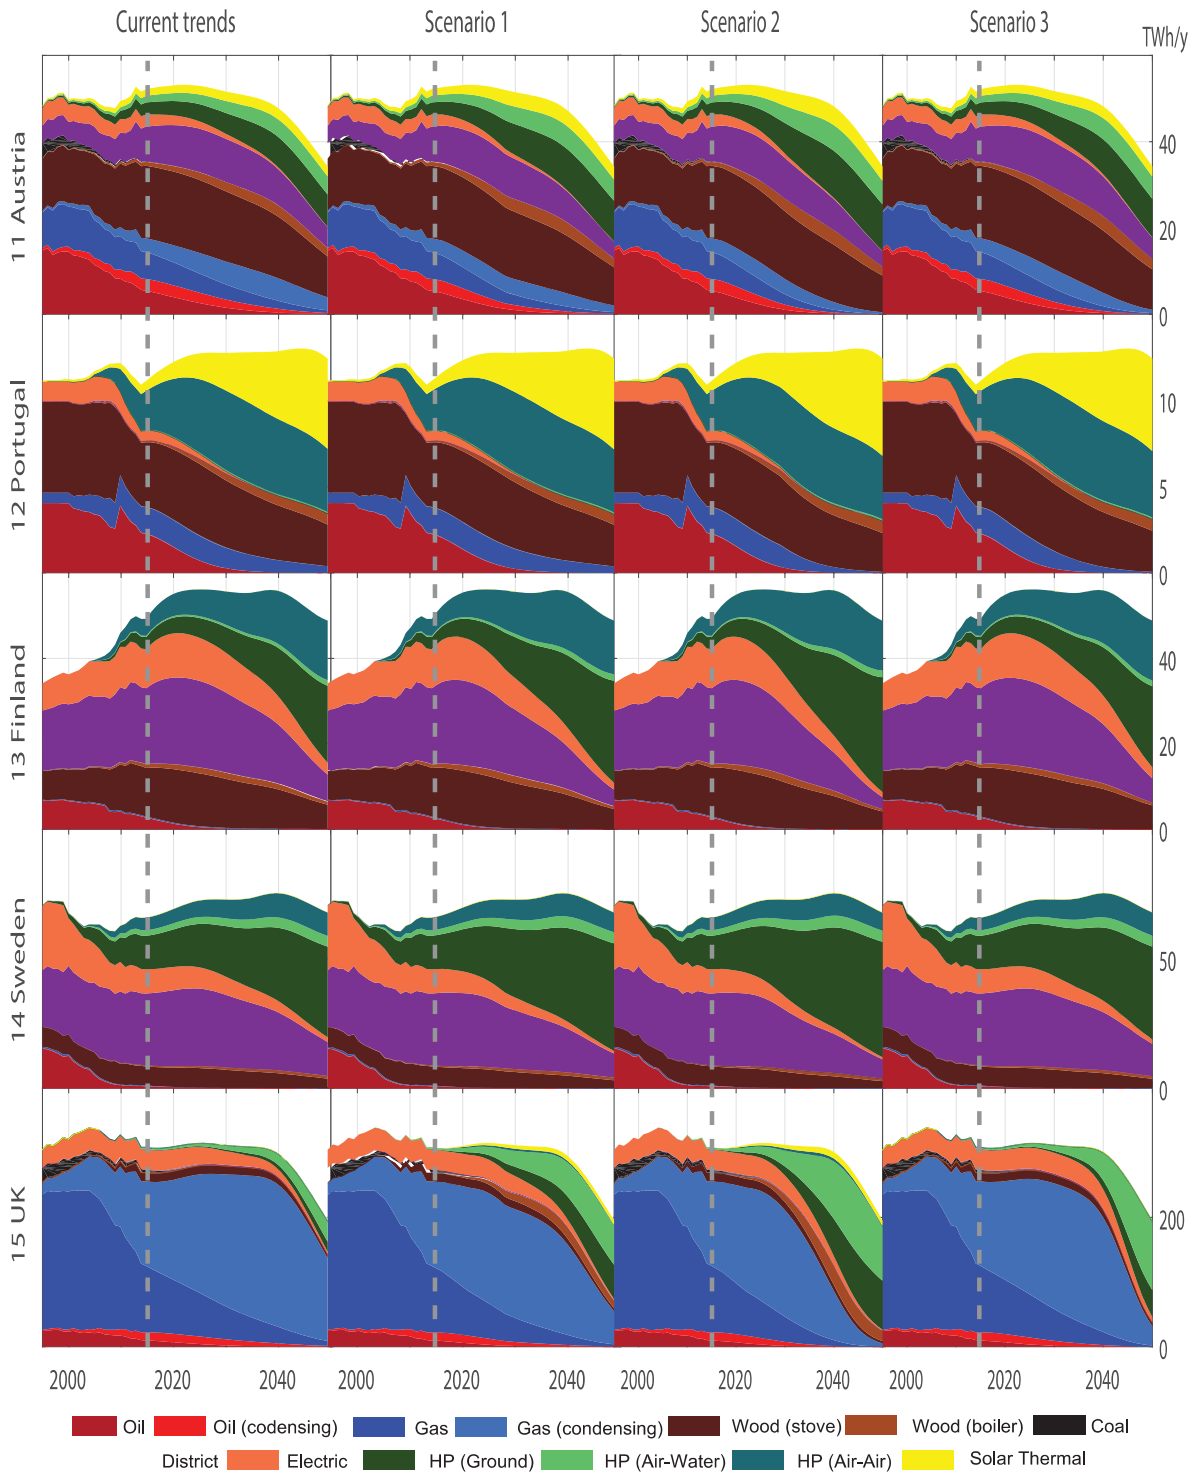 Current trends Scenario 1 Scenario 2 Scenario 3
TWh/y
11 Austria
40
20
0
12 Portugal
10
5
0
13 Finland
40
20
0
14 Sweden
50
0
15 UK
200
0
2000 2020 2040 2000 2020 2040 2000 2020 2040 2000 2020 2040
Oil Oil (codensing) Gas Gas (condensing) Wood (stove) Wood (boiler) Coal
District Electric HP (Ground) HP (Air-Water) HP (Air-Air) Solar Thermal